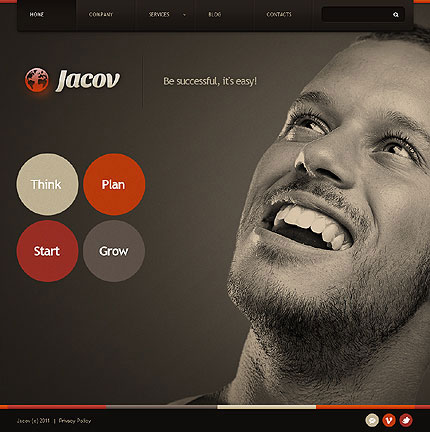 HOME COMPANY SERVICES BLOG CONTACTS
Jacov
Be successful, it's easy!
Think Plan
Start Grow
Jacov (c) 2011 | Privacy Policy